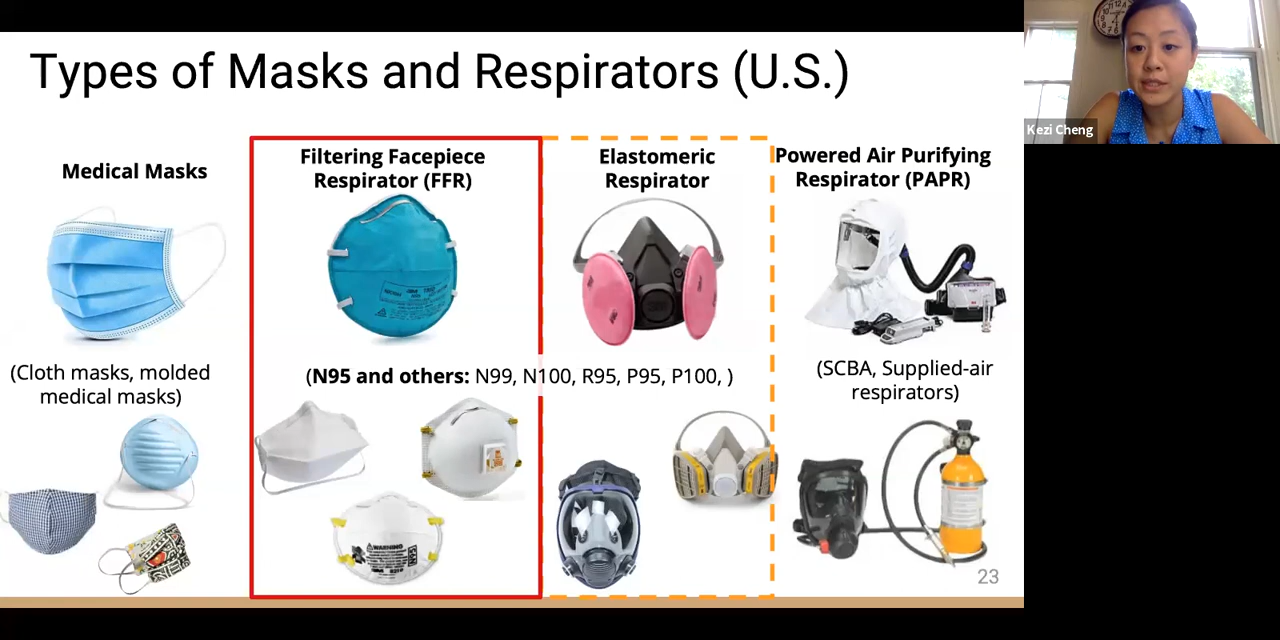 Types of Masks and Respirators (U.S.)
Kezi Cheng
Medical Masks
(Cloth masks, molded
medical masks)
Filtering Facepiece
Respirator (FFR)
Elastomeric
Respirator
(N95 and others: N99, N100, R95, P95, P100, )
WARNING
N95
Powered Air Purifying
Respirator (PAPR)
(SCBA, Supplied-air
respirators)
23